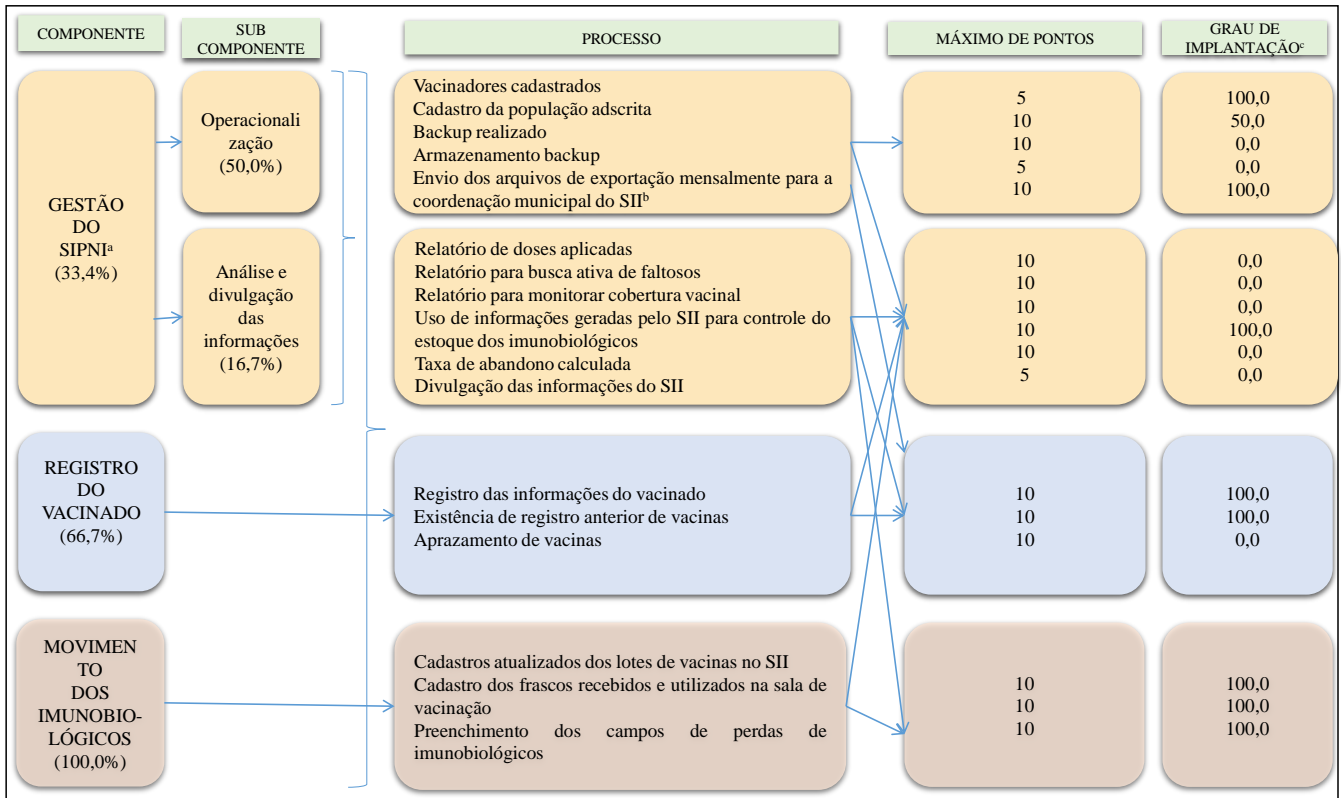 COMPONENTE
SUB
COMPONENTE
PROCESSO
MÁXIMO DE PONTOS
GRAU DE
IMPLANTAÇÃOᶜ
GESTÃO
DO
SIPNIᵃ
(33,4%)
Operacionali
zação
(50,0%)
Vacinadores cadastrados
Cadastro da população adscrita
Backup realizado
Armazenamento backup
Envio dos arquivos de exportação mensalmente para a
coordenação municipal do SIIᵇ
5
10
10
5
10
100,0
50,0
0,0
0,0
100,0
Análise e
divulgação
das
informações
(16,7%)
Relatório de doses aplicadas
Relatório para busca ativa de faltosos
Relatório para monitorar cobertura vacinal
Uso de informações geradas pelo SII para controle do
estoque dos imunobiológicos
Taxa de abandono calculada
Divulgação das informações do SII
10
10
10
10
10
5
0,0
0,0
0,0
100,0
0,0
0,0
REGISTRO
DO
VACINADO
(66,7%)
Registro das informações do vacinado
Existência de registro anterior de vacinas
Aprazamento de vacinas
10
10
10
100,0
100,0
0,0
MOVIMEN
TO
DOS
IMUNOBIO-
LÓGICOS
(100,0%)
Cadastros atualizados dos lotes de vacinas no SII
Cadastro dos frascos recebidos e utilizados na sala de
vacinação
Preenchimento dos campos de perdas de
imunobiológicos
10
10
10
100,0
100,0
100,0